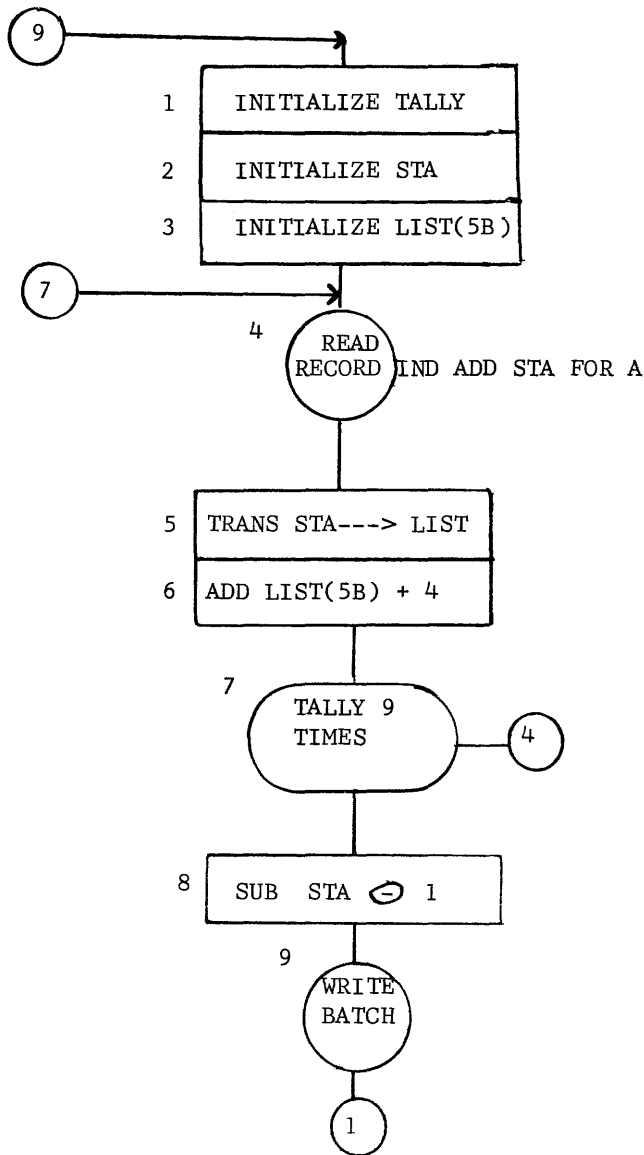 9
1 INITIALIZE TALLY
2 INITIALIZE STA
3 INITIALIZE LIST(5B)
7
4 READ
RECORD IND ADD STA FOR A
5 TRANS STA---> LIST
6 ADD LIST(5B) + 4
7 TALLY 9
TIMES
4
8 SUB STA - 1
9
WRITE
BATCH
1